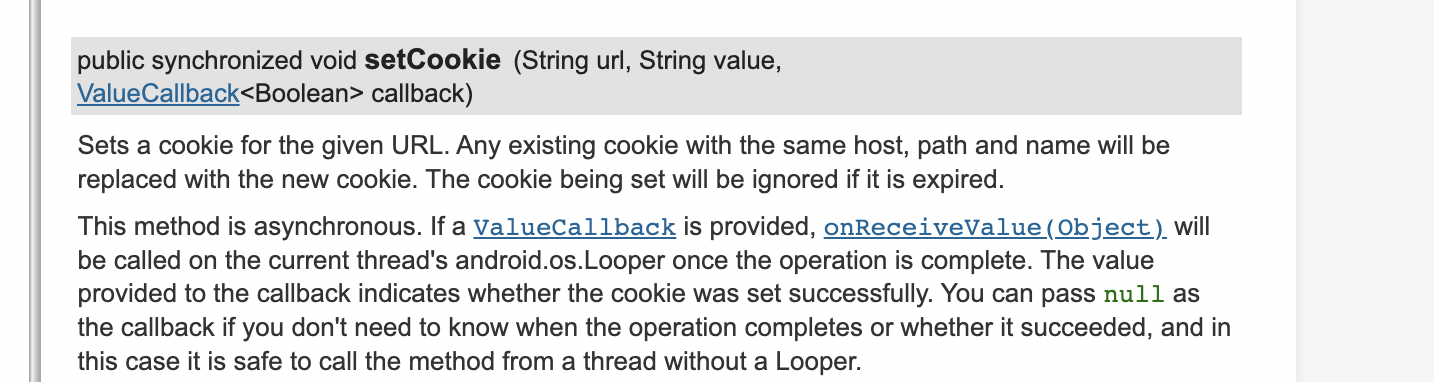 public synchronized void setCookie (String url, String value,
ValueCallback<Boolean> callback)
Sets a cookie for the given URL. Any existing cookie with the same host, path and name will be
replaced with the new cookie. The cookie being set will be ignored if it is expired.
This method is asynchronous. If a ValueCallback is provided, onReceiveValue(Object) will
be called on the current thread's android.os.Looper once the operation is complete. The value
provided to the callback indicates whether the cookie was set successfully. You can pass null as
the callback if you don't need to know when the operation completes or whether it succeeded, and in
this case it is safe to call the method from a thread without a Looper.